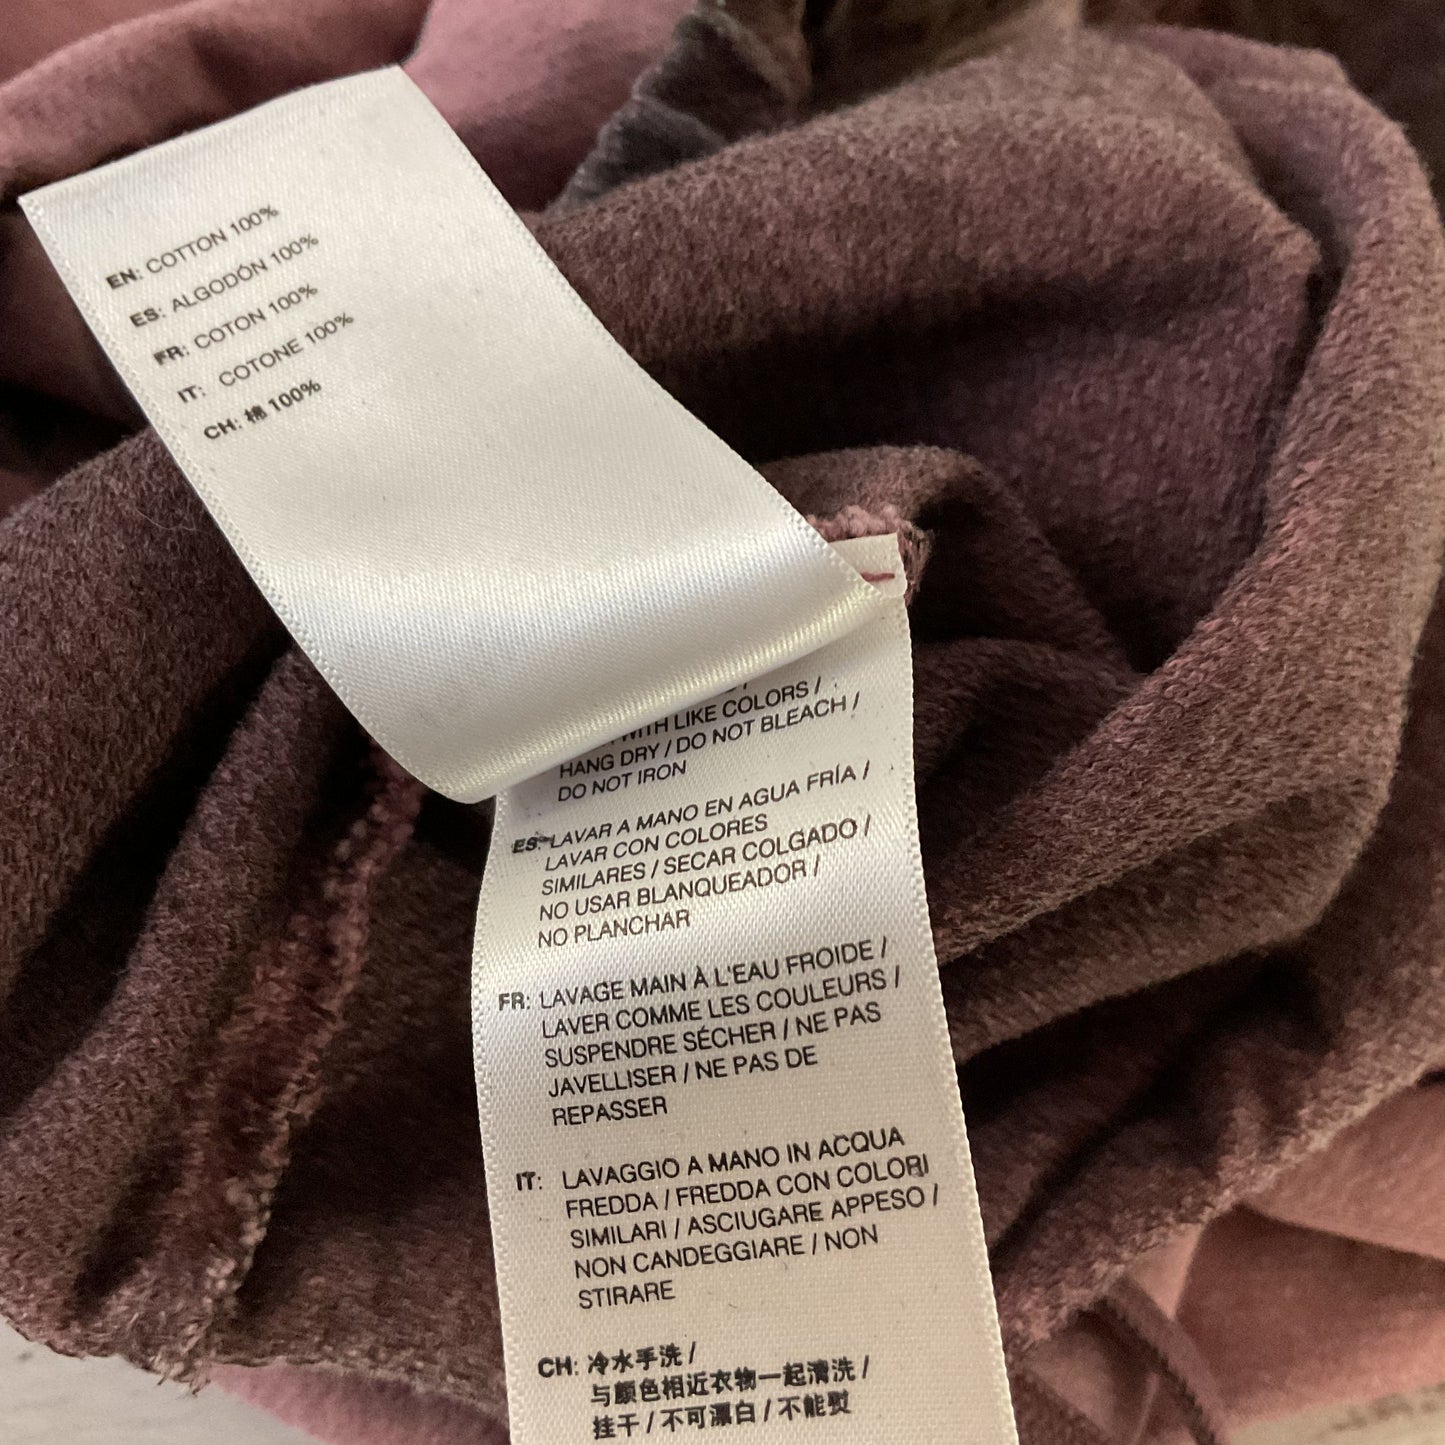 EN: COTTON 100%
ES: ALGODÓN 100%
FR: COTON 100%
IT: COTONE 100%
CH: 棉 100%
WITH LIKE COLORS /
HANG DRY / DO NOT BLEACH /
DO NOT IRON
ES: LAVAR A MANO EN AGUA FRÍA /
LAVAR CON COLORES
SIMILARES / SECAR COLGADO /
NO USAR BLANQUEADOR /
NO PLANCHAR
FR: LAVAGE MAIN À L'EAU FROIDE /
LAVER COMME LES COULEURS /
SUSPENDRE SÉCHER / NE PAS
JAVELLISER / NE PAS DE
REPASSER
IT: LAVAGGIO A MANO IN ACQUA
FREDDA / FREDDA CON COLORI
SIMILARI / ASCIUGARE APPESO /
NON CANDEGGIARE / NON
STIRARE
CH: 冷水手洗 /
与颜色相近衣物一起清洗 /
挂干 / 不可漂白 / 不能熨